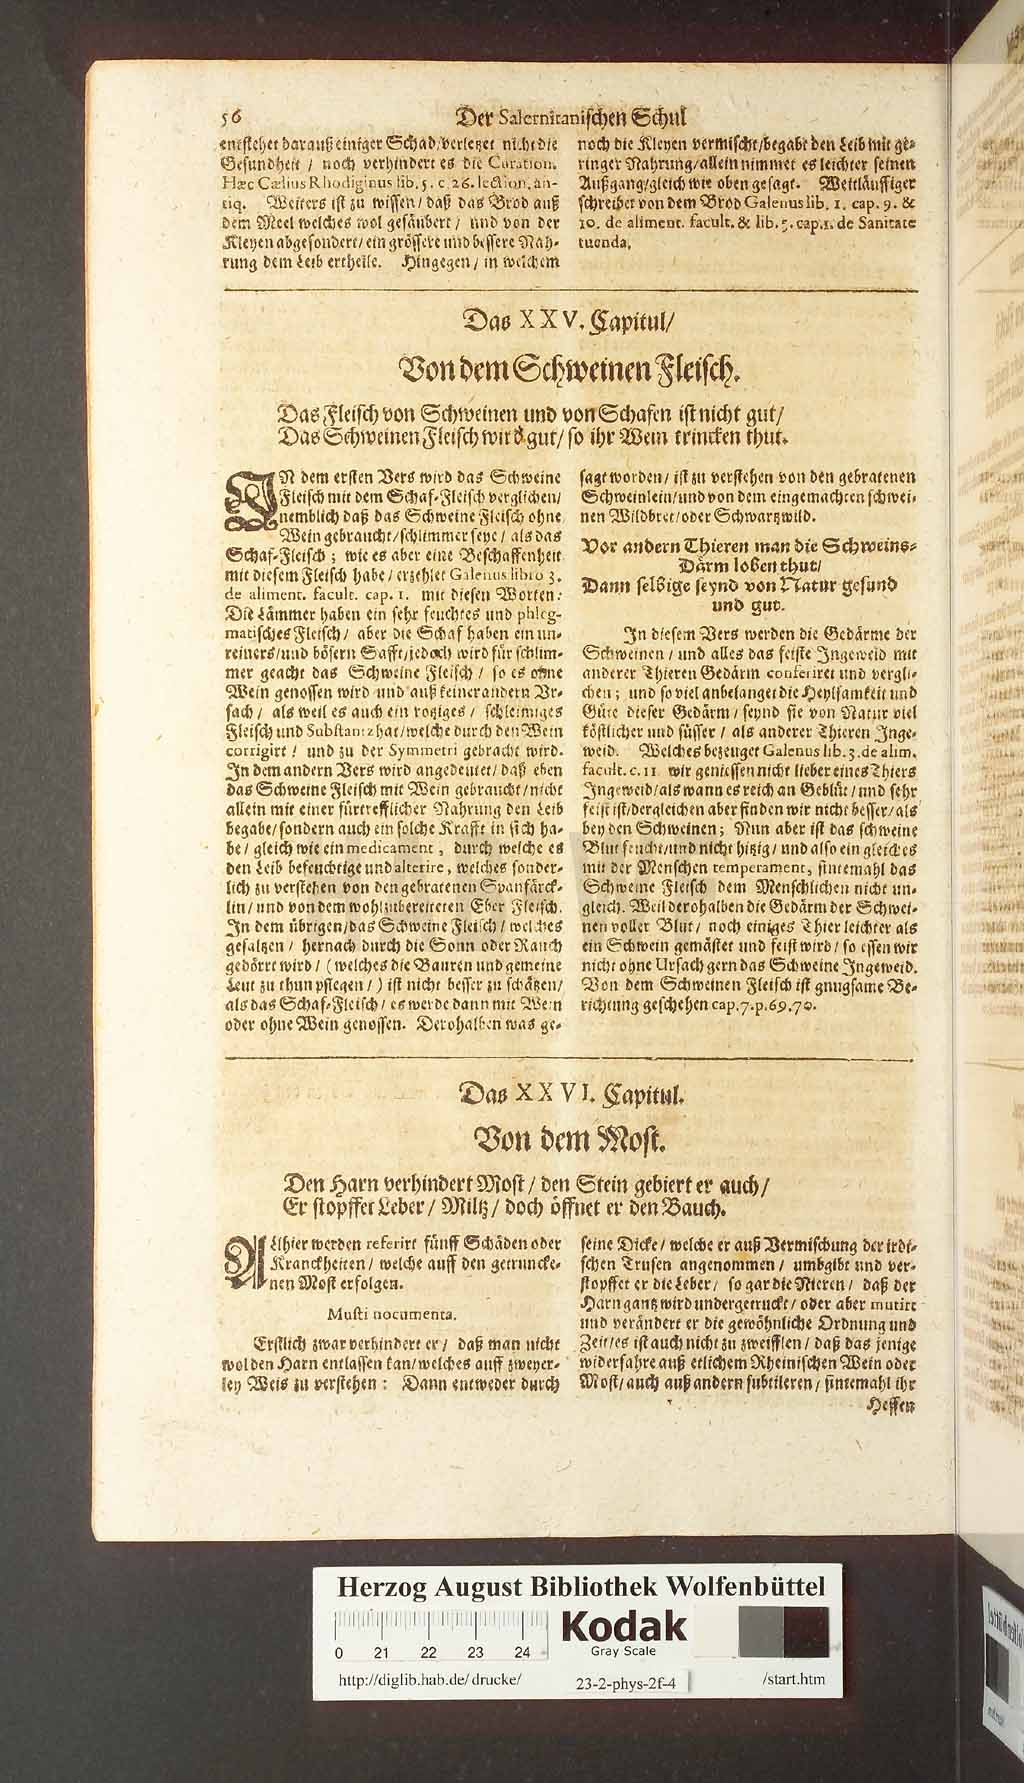 56
Der Salernitanischen Schul
entstehet darauß einiger Schad/verletzet nicht die
Gesundheit / noch verhindert es die Curation.
Hæc Cælius Rhodiginus lib. 5. c. 26. lection. an-
tiq. Weiters ist zu wissen/ daß das Brod auß
dem Meel welches wol gesäubert / und von der
Kleyen abgesondert/ein grössere und bessere Nah-
rung dem Leib ertheile. Hingegen/ in welchem
noch die Kleyen vermischt/begabt den Leib mit ge-
ringer Nahrung/allein nimmet es leichter seinen
Außgang/gleich wie oben gesagt. Weitläuffiger
schreibet von dem Brod Galenus lib. 1. cap. 9. &
10. de aliment. facult. & lib. 5. cap.1. de Sanitate
tuenda.
Das XXV. Capitul/
Von dem Schweinen Fleisch.
Das Fleisch von Schweinen und von Schafen ist nicht gut/
Das Schweinen Fleisch wird gut/ so ihr Wein trincken thut.
IN dem ersten Vers wird das Schweine
Fleisch mit dem Schaf-Fleisch verglichen/
nemblich daß das Schweine Fleisch ohne
Wein gebraucht/schlimmer seye/ als das
Schaf-Fleisch; wie es aber eine Beschaffenheit
mit diesem Fleisch habe/ erzehlet Galenus libro 3.
de aliment. facult. cap. 1. mit diesen Worten:
Die Lämmer haben ein sehr feuchtes und phleg-
matisches Fleisch/ aber die Schaf haben ein un-
reiners/und bösern Safft/jedoch wird für schlim-
mer geacht das Schweine Fleisch/ so es ohne
Wein genossen wird und auß keiner andern Vr-
sach/ als weil es auch ein rotziges/ schleimiges
Fleisch und Substantz hat/welche durch den Wein
corrigirt/ und zu der Symmetri gebracht wird.
In dem andern Vers wird angedeutet/ daß eben
das Schweine Fleisch mit Wein gebraucht/nicht
allein mit einer fürtrefflicher Nahrung den Leib
begabe/sondern auch ein solche Krafft in sich ha-
be/ gleich wie ein medicament, durch welche es
den Leib befeuchtige und alterire, welches sonder-
lich zu verstehen von den gebratenen Spanfärck-
lin/ und von dem wohlzubereiteten Eber Fleisch.
In dem übrigen/das Schweine Fleisch/ welches
gesaltzen/ hernach durch die Sonn oder Rauch
gedörrt wird/ (welches die Bauren und gemeine
Leut zu thun pflegen/) ist nicht besser zu schätzen/
als das Schaf-Fleisch/ es werde dann mit Wein
oder ohne Wein genossen. Derohalben was ge-
sagt worden/ ist zu verstehen von den gebratenen
Schweinlein/und von dem eingemachten schwei-
nen Wildbret/oder Schwartzwild.
Vor andern Thieren man die Schweins-
Därm loben thut/
Dann selbige seynd von Natur gesund
und gut.
In diesem Vers werden die Gedärme der
Schweinen/ und alles das feiste Ingeweid mit
anderer Thieren Gedärm conferiret und vergli-
chen; und so viel anbelanget die Heylsamkeit und
Güte dieser Gedärm/ seynd sie von Natur viel
köstlicher und süsser/ als anderer Thieren Inge-
weid. Welches bezeuget Galenus lib. 3. de alim.
facult. c. 11. wir geniessen nicht lieber eines Thiers
Ingeweid/als wann es reich an Geblüt/und sehr
feist ist/dergleichen aber finden wir nicht besser/als
bey den Schweinen; Nun aber ist das schweine
Blut feucht/und nicht hitzig/ und also ein gleiches
mit der Menschen temperament, sintemahl das
Schweine Fleisch dem Menschlichen nicht un-
gleich. Weil derohalben die Gedärm der Schwei-
nen voller Blut/ noch einiges Thier leichter als
ein Schwein gemästet und feist wird/ so essen wir
nicht ohne Ursach gern das Schweine Ingeweid.
Von dem Schweinen Fleisch ist gnugsame Be-
richtung geschehen cap. 7. p. 69. 70.
Das XXVI. Capitul.
Von dem Most.
Den Harn verhindert Most/ den Stein gebiert er auch/
Er stopffet Leber/ Miltz/ doch öffnet er den Bauch.
ALlhier werden referirt fünff Schäden oder
Kranckheiten/ welche auff den getruncke-
nen Most erfolgen.
Musti nocumenta.
Erstlich zwar verhindert er/ daß man nicht
wol den Harn entlassen kan/welches auff zweyer-
ley Weis zu verstehen: Dann entweder durch
seine Dicke/ welche er auß Vermischung der irdi-
schen Trusen angenommen/ umbgibt und ver-
stopffet er die Leber/ so gar die Nieren/ daß der
Harn gantz wird undergetruckt/ oder aber mutirt
und verändert er die gewöhnliche Ordnung und
Zeit/es ist auch nicht zu zweifflen/ daß das jenige
widerfahre auß etlichem Rheinischen Wein oder
Most/auch auß andern subtileren/ sintemahl ihr
Heffen
Herzog August Bibliothek Wolfenbüttel
0 21 22 23 24
Kodak
Gray Scale
http://diglib.hab.de/drucke/
23-2-phys-2f-4
/start.htm